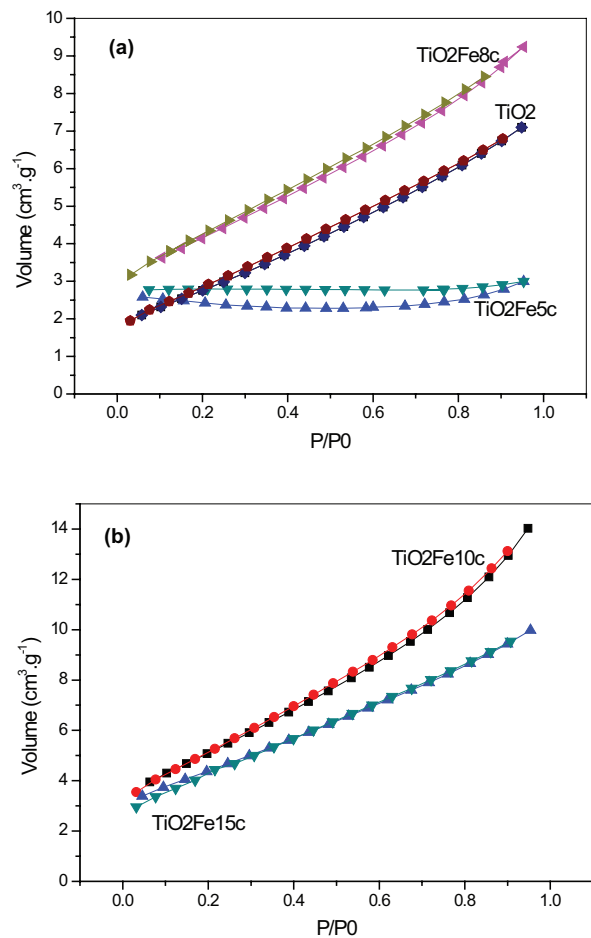 (a)
10
9
8
7
6
5
4
3
2
1
0
Volume (cm³.g⁻¹)
TiO2Fe8c
TiO2
TiO2Fe5c
0.0 0.2 0.4 0.6 0.8 1.0
P/P0
(b)
14
12
10
8
6
4
2
0
Volume (cm³.g⁻¹)
TiO2Fe10c
TiO2Fe15c
0.0 0.2 0.4 0.6 0.8 1.0
P/P0